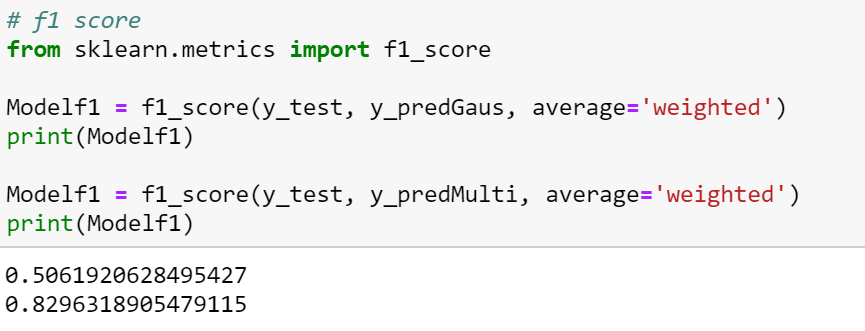 # f1 score
from sklearn.metrics import f1_score
Modelf1 = f1_score(y_test, y_predGaus, average='weighted')
print(Modelf1)
Modelf1 = f1_score(y_test, y_predMulti, average='weighted')
print(Modelf1)
0.5061920628495427
0.8296318905479115